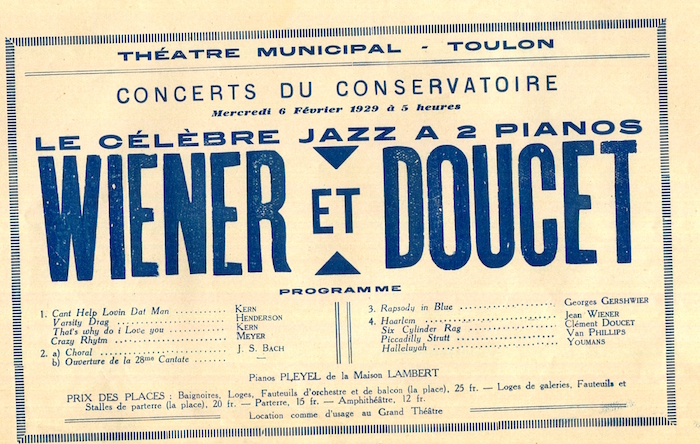 THÉATRE MUNICIPAL - TOULON
CONCERTS DU CONSERVATOIRE
Mercredi 6 Février 1929 à 5 heures
LE CÉLÈBRE JAZZ A 2 PIANOS
WIENER ET DOUCET
PROGRAMME
1. Cant Help Lovin Dat Man ......... KERN
Varsity Drag ................. HENDERSON
That's why do i Love you ......... KERN
Crazy Rhytm ................. MEYER
2. a) Choral ................. J. S. BACH
b) Ouverture de la 28me Cantate ......... —
3. Rapsody in Blue ................. Georges GERSHWIER
4. Haarlem ................. Jean WIENER
Six Cylinder Rag ................. Clément DOUCET
Piccadilly Strutt ................. Van PHILLIPS
Halleluyah ................. YOUMANS
Pianos PLEYEL de la Maison LAMBERT
PRIX DES PLACES : Baignoires, Loges, Fauteuils d'orchestre et de balcon (la place), 25 fr. — Loges de galeries, Fauteuils et
Stalles de parterre (la place), 20 fr. — Parterre, 15 fr. — Amphithéâtre, 12 fr.
Location comme d'usage au Grand Théâtre